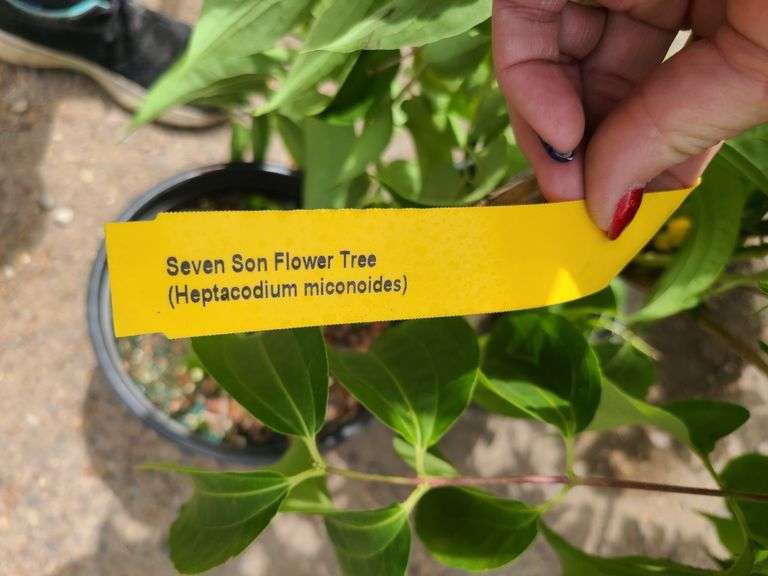 Seven Son Flower Tree
(Heptacodium miconoides)